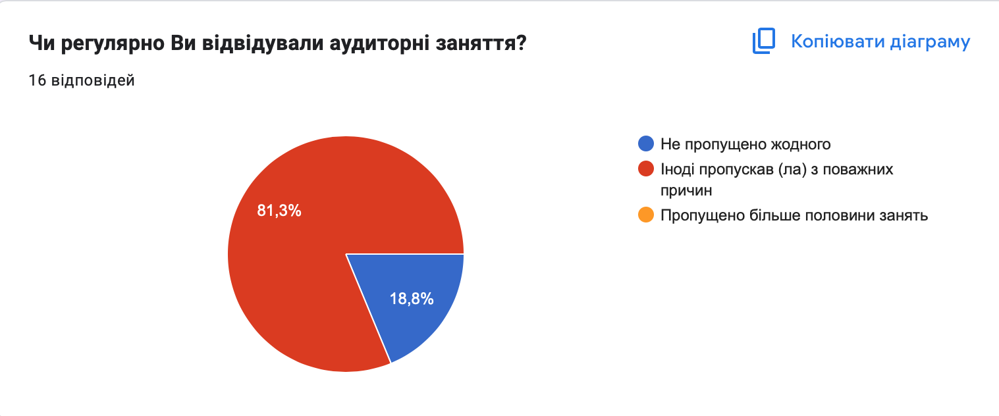 Чи регулярно Ви відвідували аудиторні заняття?
Копіювати діаграму
16 відповідей
81,3%
18,8%
Не пропущено жодного
Іноді пропускав (ла) з поважних
причин
Пропущено більше половини занять